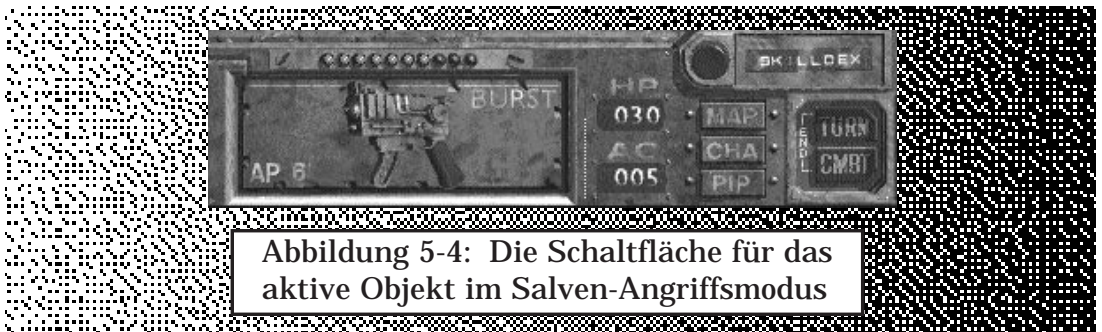 SKILLDEX
HP
BURST
030
MAP
TURN
AC
CHA
END
CMBT
AP 6
005
PIP
Abbildung 5-4: Die Schaltfläche für das
aktive Objekt im Salven-Angriffsmodus